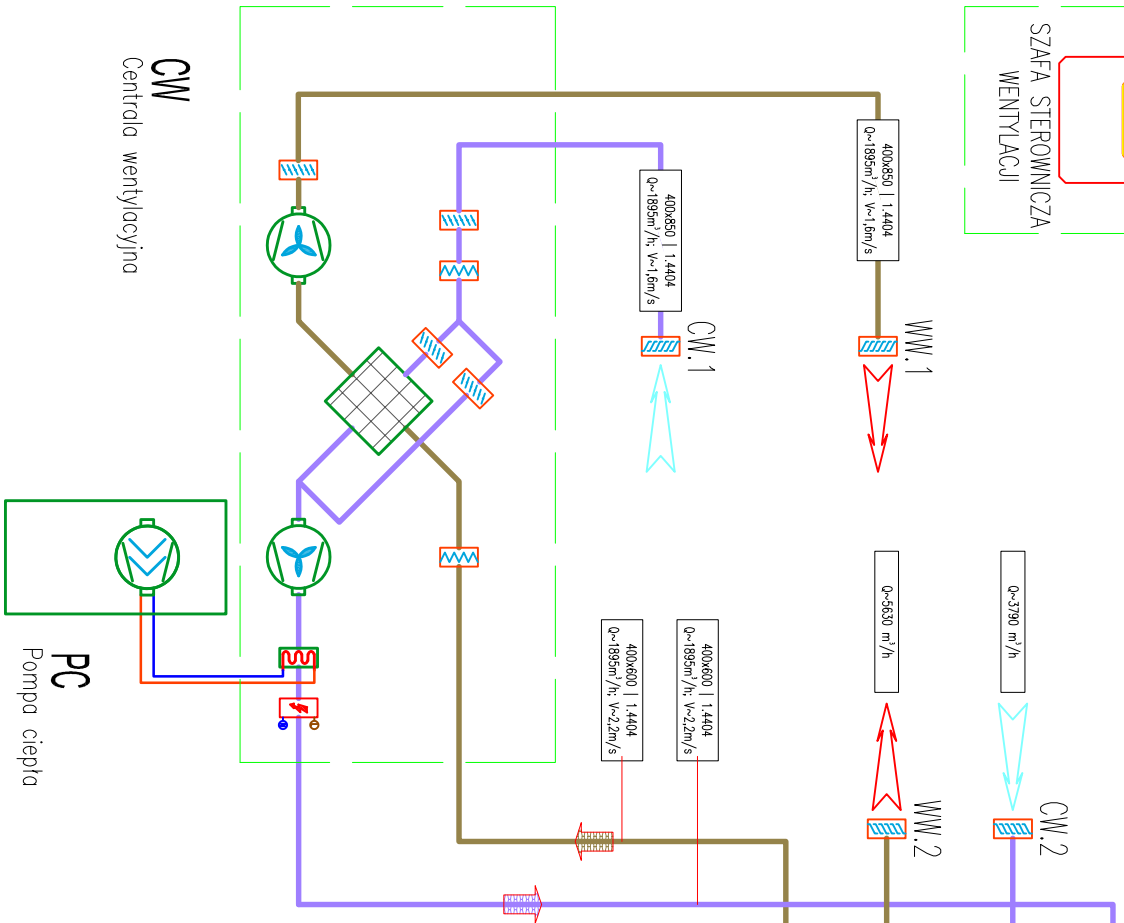 SZAFA STEROWNICZA
WENTYLACJI
400x850 | 1.4404
Q~1895m³/h; V~1,6m/s
WW.1
400x850 | 1.4404
Q~1895m³/h; V~1,6m/s
CW.1
CW
Centrala wentylacyjna
Q~3790 m³/h
CW.2
Q~5630 m³/h
WW.2
400x600 | 1.4404
Q~1895m³/h; V~2,2m/s
400x600 | 1.4404
Q~1895m³/h; V~2,2m/s
PC
Pompa ciepła